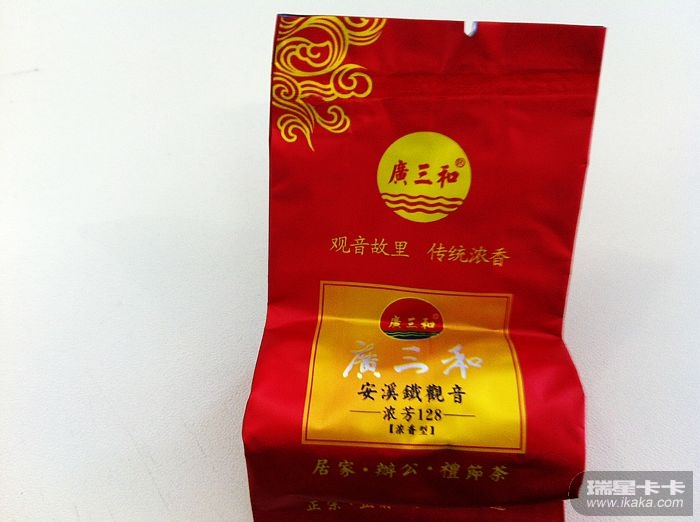 廣三和®
观音故里 传统浓香
廣三和®
廣三和
安溪鐵觀音
浓芳128
【浓香型】
居家·辦公·禮節茶
正宗·
瑞星卡卡
www.ikaka.com